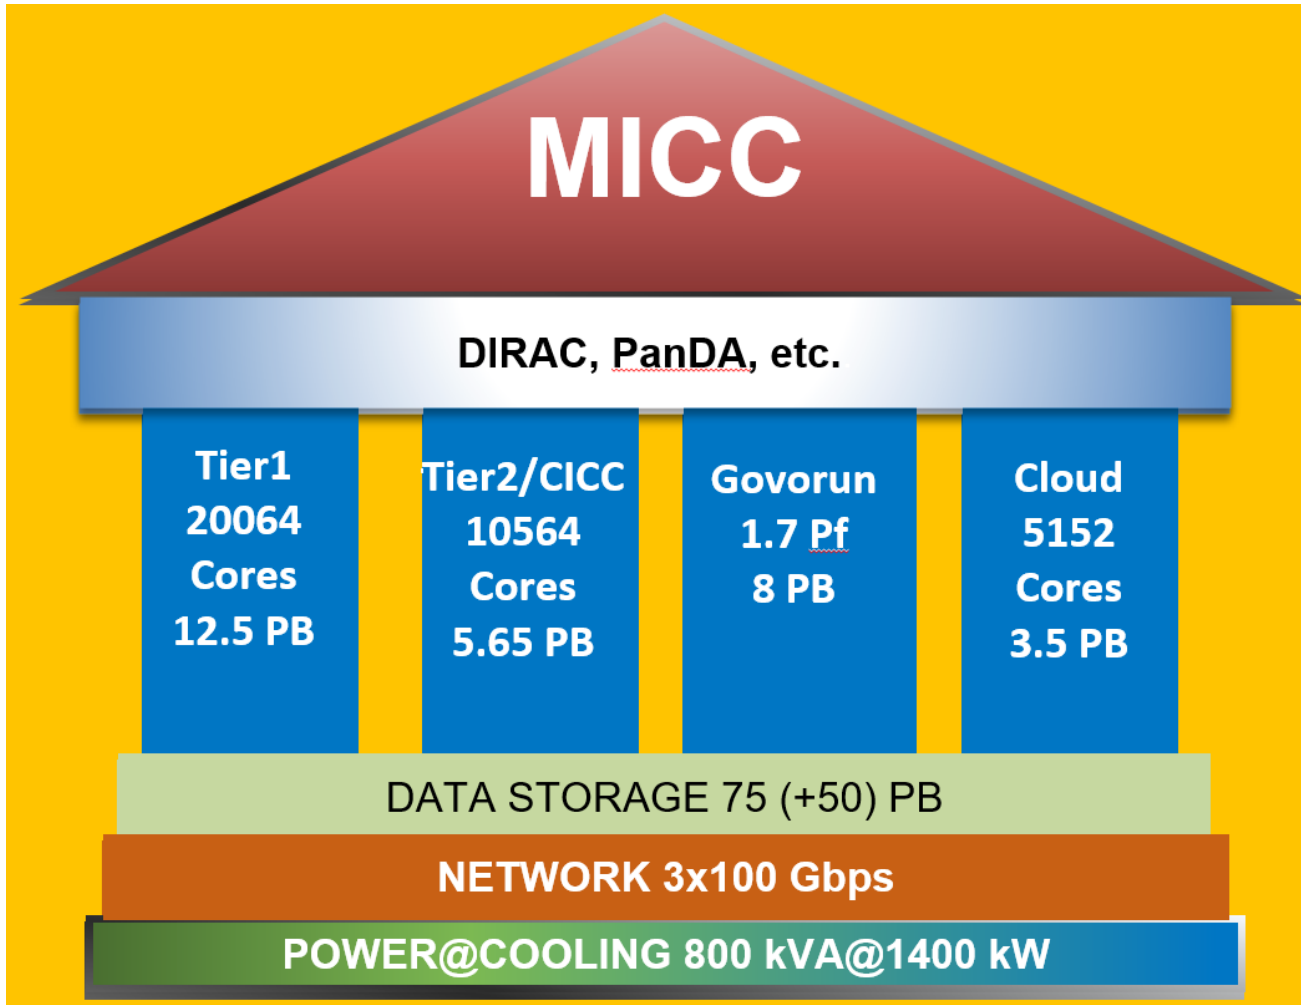 MICC
DIRAC, PanDA, etc.
Tier1
20064
Cores
12.5 PB
Tier2/CICC
10564
Cores
5.65 PB
Govorun
1.7 Pf
8 PB
Cloud
5152
Cores
3.5 PB
DATA STORAGE 75 (+50) PB
NETWORK 3x100 Gbps
POWER@COOLING 800 kVA@1400 kW